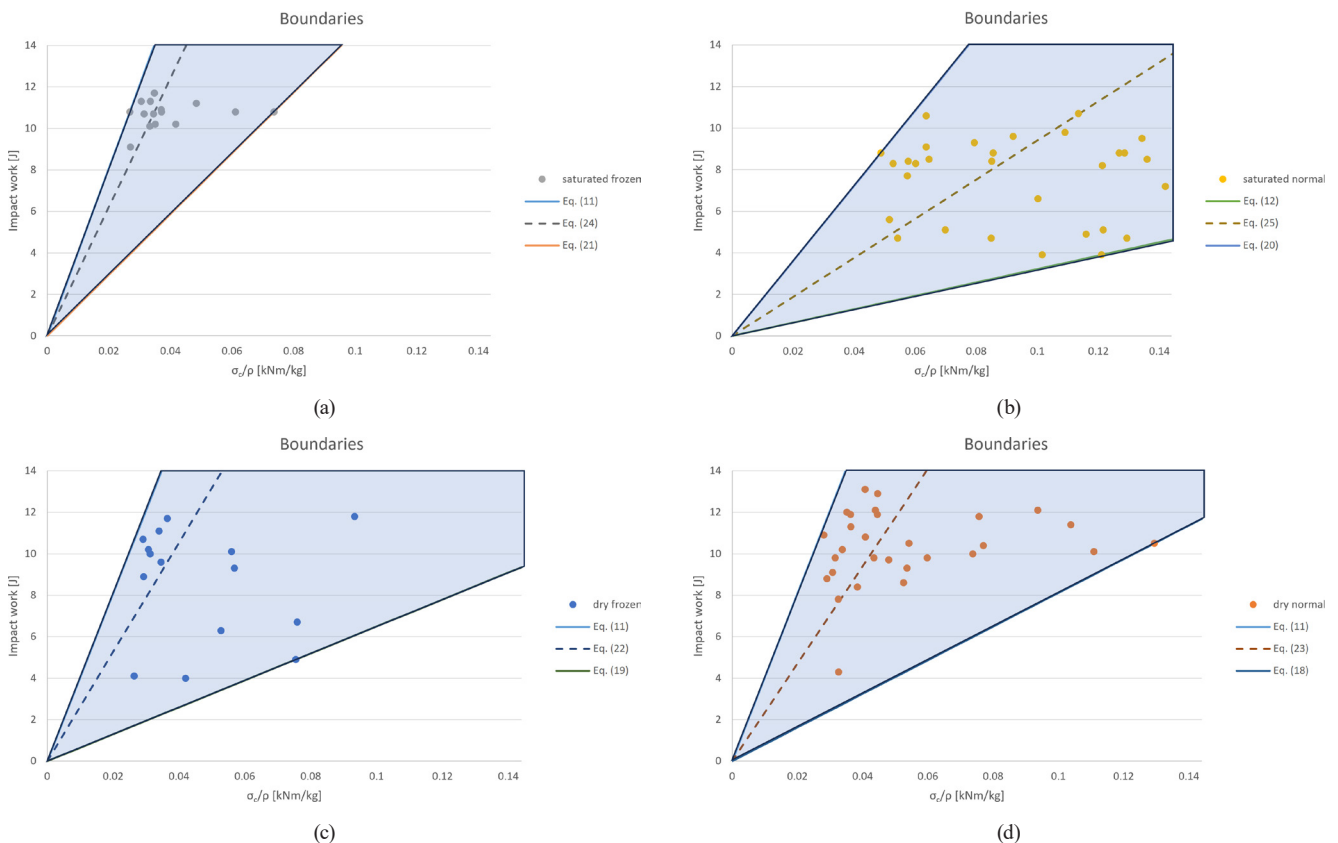 Boundaries
14
12
10
8
6
4
2
0
Impact work [J]
0 0.02 0.04 0.06 0.08 0.1 0.12 0.14
σc/ρ [kNm/kg]
saturated frozen
Eq. (11)
Eq. (24)
Eq. (21)
(a)
Boundaries
14
12
10
8
6
4
2
0
Impact work [J]
0 0.02 0.04 0.06 0.08 0.1 0.12 0.14
σc/ρ [kNm/kg]
saturated normal
Eq. (12)
Eq. (25)
Eq. (20)
(b)
Boundaries
14
12
10
8
6
4
2
0
Impact work [J]
0 0.02 0.04 0.06 0.08 0.1 0.12 0.14
σc/ρ [kNm/kg]
dry frozen
Eq. (11)
Eq. (22)
Eq. (19)
(c)
Boundaries
14
12
10
8
6
4
2
0
Impact work [J]
0 0.02 0.04 0.06 0.08 0.1 0.12 0.14
σc/ρ [kNm/kg]
dry normal
Eq. (11)
Eq. (23)
Eq. (18)
(d)